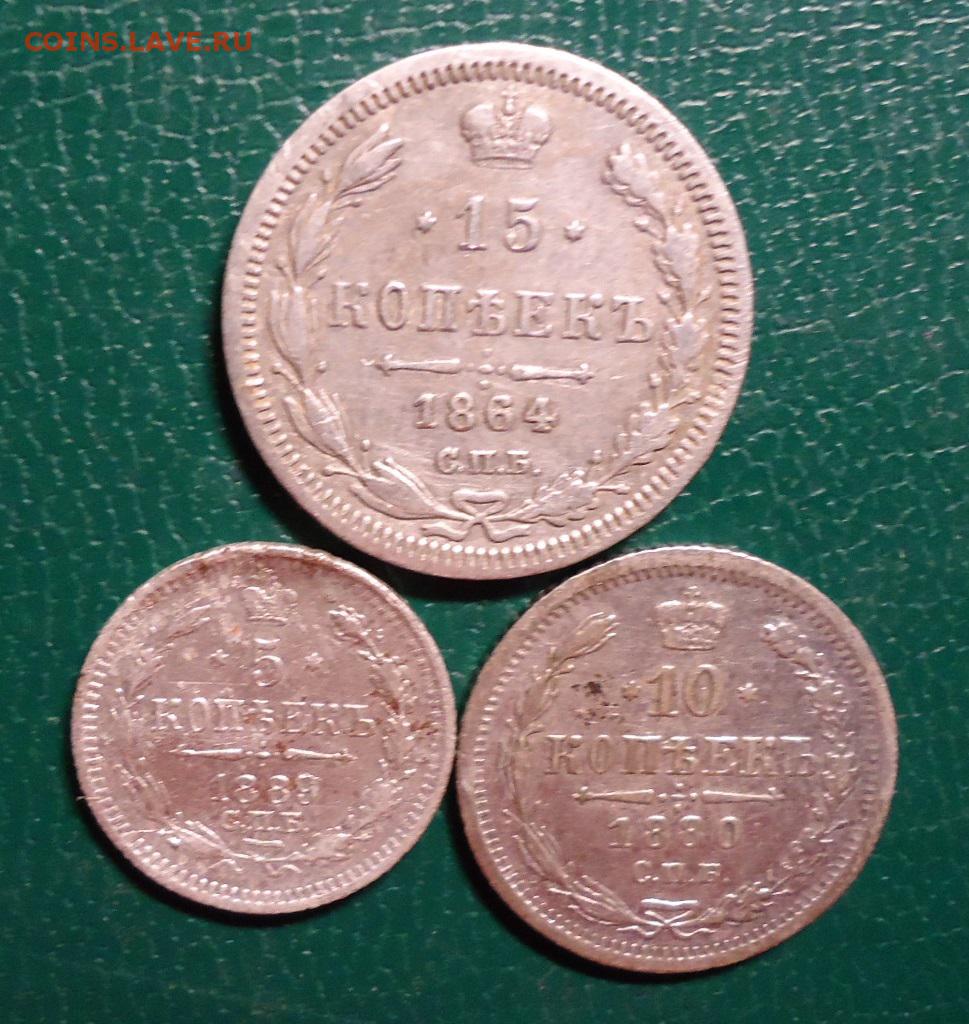 COINS.LAVE.RU
15
КОПѢЕКЪ
1864
С.П.Б.
5
КОПѢЕКЪ
1889
С.П.Б.
10
КОПѢЕКЪ
1880
С.П.Б.